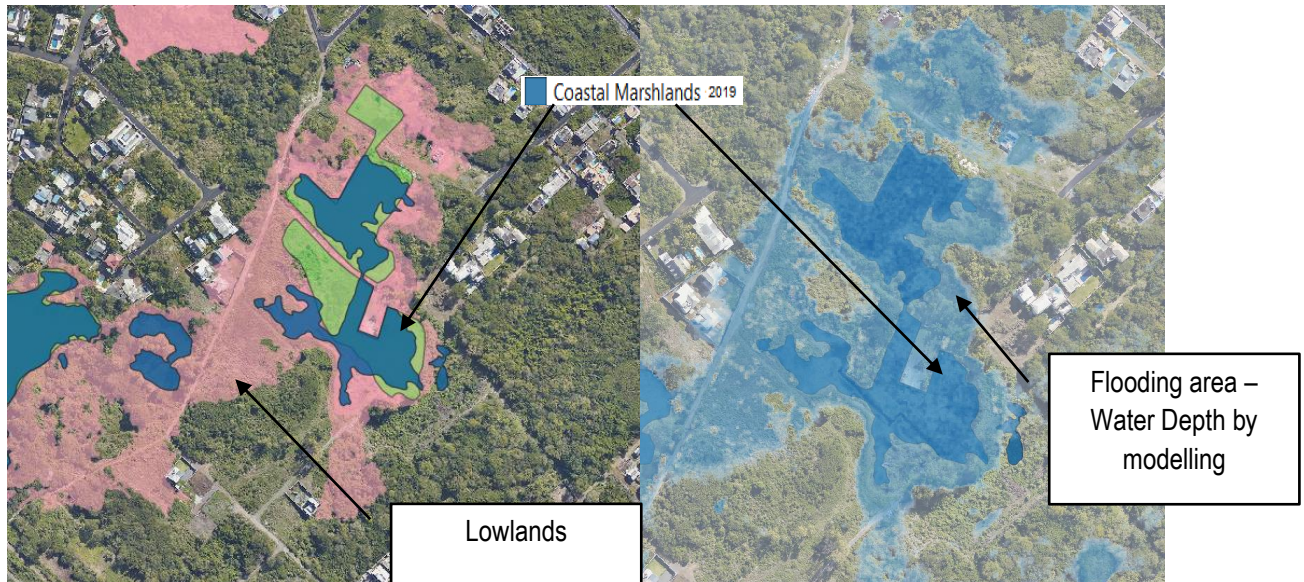 Coastal Marshlands 2019
Flooding area –
Water Depth by
modelling
Lowlands